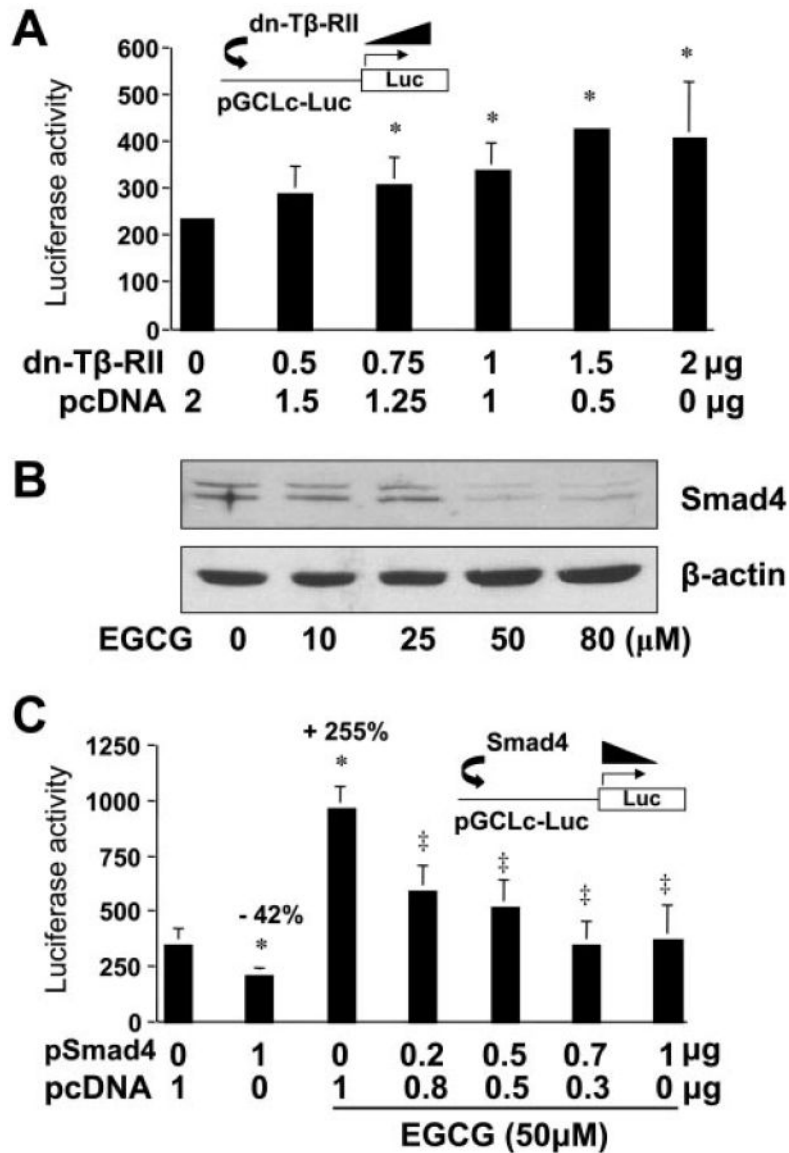 A
dn-Tβ-RII
600
500
400
300
200
100
0
Luciferase activity
Luc
pGCLc-Luc
* * * *
dn-Tβ-RII 0 0.5 0.75 1 1.5 2 μg
pcDNA 2 1.5 1.25 1 0.5 0 μg
B
Smad4
β-actin
EGCG 0 10 25 50 80 (μM)
C
+ 255%
1250
1000
750
500
250
0
Luciferase activity
Smad4
Luc
pGCLc-Luc
*
‡ ‡ ‡ ‡
- 42%
*
pSmad4 0 1 0 0.2 0.5 0.7 1 μg
pcDNA 1 0 1 0.8 0.5 0.3 0 μg
EGCG (50μM)